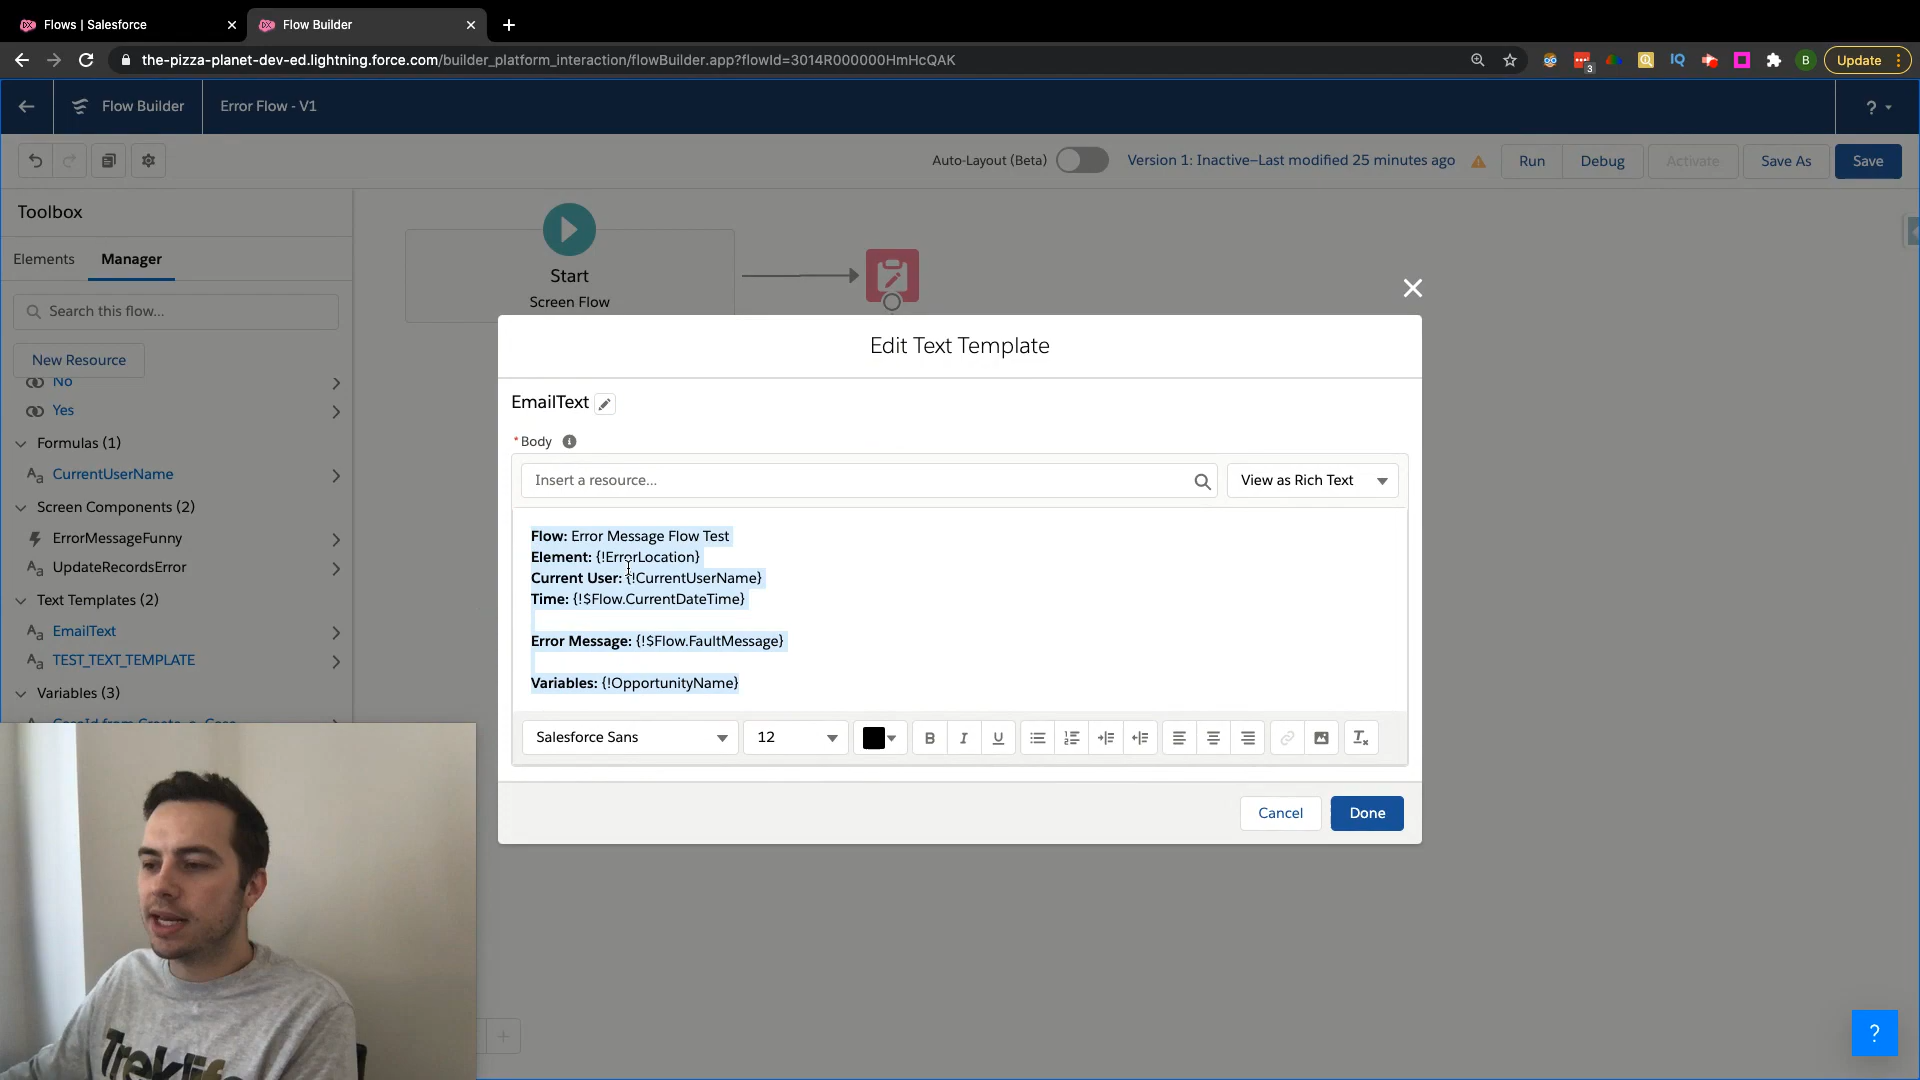 Flows | Salesforce
Flow Builder
the-pizza-planet-dev-ed.lightning.force.com/builder_platform_interaction/flowBuilder.app?flowId=3014R000000HmHcQAK
3
IQ
B
Update
Flow Builder
Error Flow - V1
?
Auto-Layout (Beta)
Version 1: Inactive–Last modified 25 minutes ago
Run
Debug
Activate
Save As
Save
Toolbox
Elements
Manager
Search this flow...
New Resource
No
Yes
Formulas (1)
CurrentUserName
Screen Components (2)
ErrorMessageFunny
UpdateRecordsError
Text Templates (2)
EmailText
TEST_TEXT_TEMPLATE
Variables (3)
Start
Screen Flow
Edit Text Template
EmailText
*Body
Insert a resource...
View as Rich Text
Flow: Error Message Flow Test
Element: {!ErrorLocation}
Current User: {!CurrentUserName}
Time: {!$Flow.CurrentDateTime}
Error Message: {!$Flow.FaultMessage}
Variables: {!OpportunityName}
Salesforce Sans
12
B
I
U
Cancel
Done
?